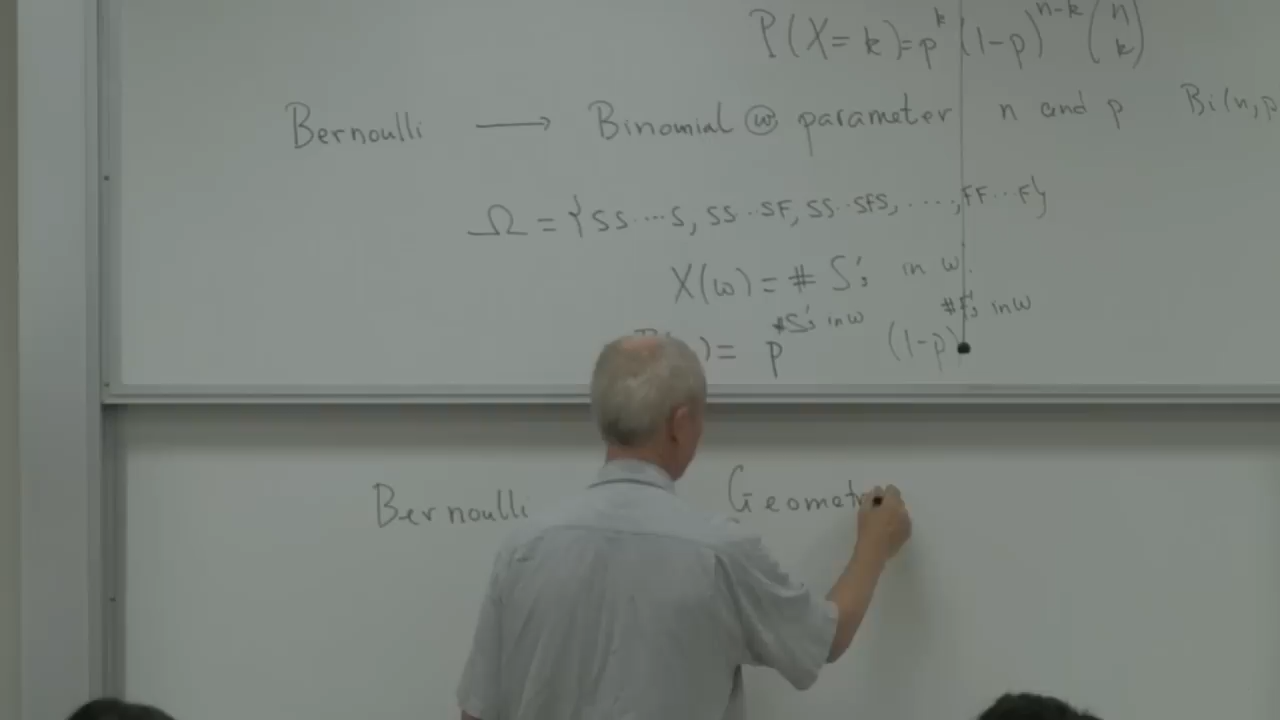 P(X=k)=p^k (1-p)^{n-k} (n k)
Bernoulli → Binomial @ parameter n and p Bi(n,p
Ω = {SS····S, SS··SF, SS··SFS, ....., FF···F}
X(ω) = # S's in ω.
#S's in ω #F's in ω
)= p (1-p)
Bernoulli Geomet